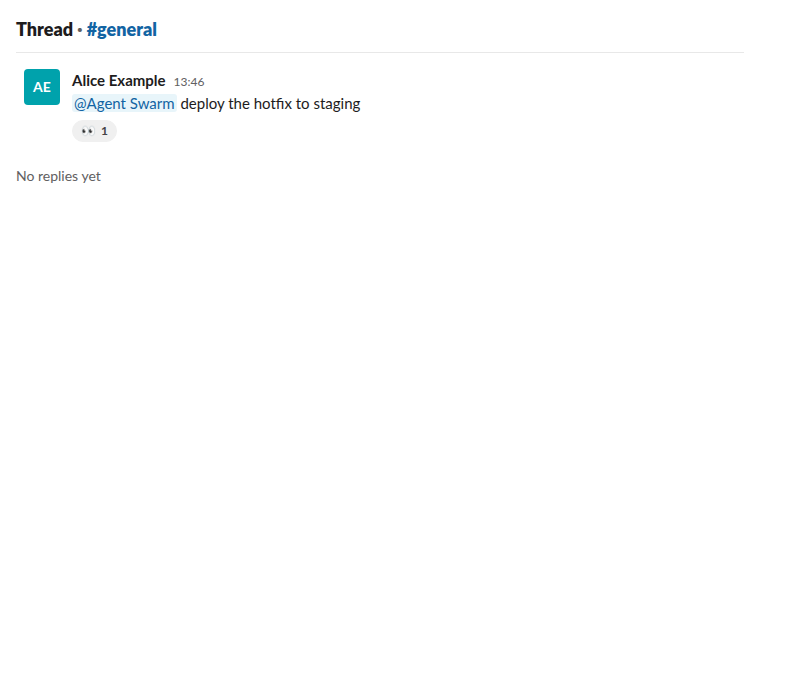 Thread • #general
AE
Alice Example 13:46
@Agent Swarm deploy the hotfix to staging
👀 1
No replies yet